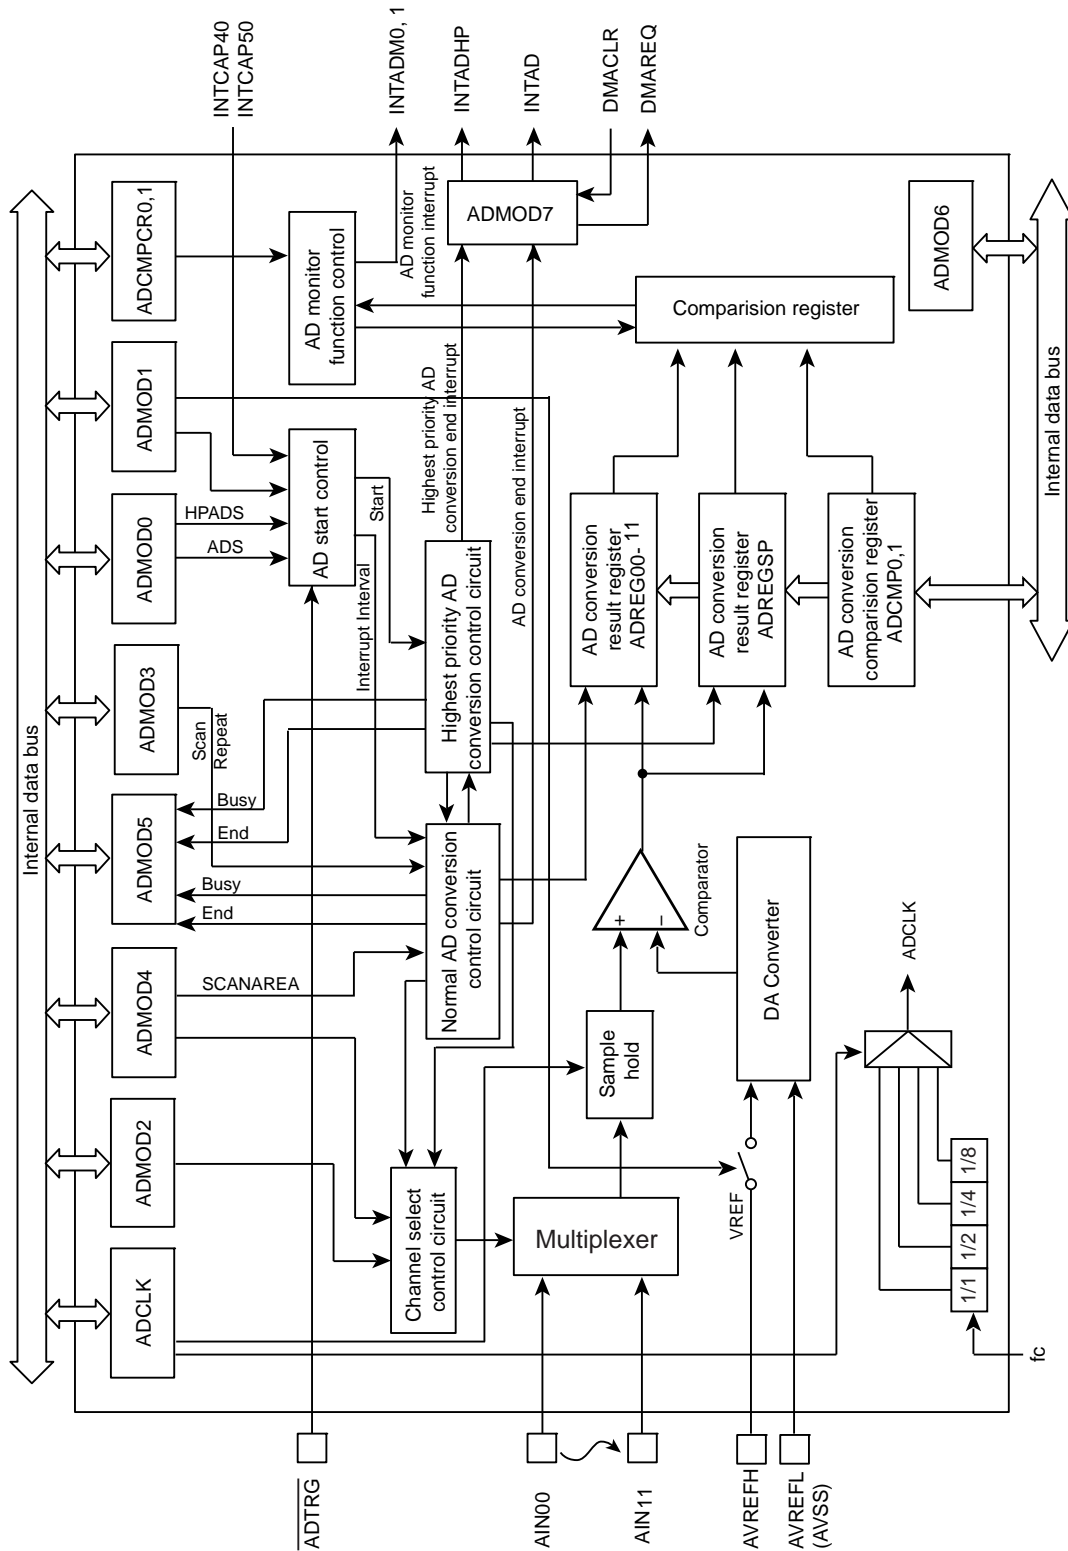 Internal data bus
ADCLK
ADMOD2
ADMOD4
ADMOD5
ADMOD3
ADMOD0
ADMOD1
ADCMPCR0,1
INTCAP40
INTCAP50
SCANAREA
End
Busy
End
Busy
Scan
Repeat
ADS
HPADS
ADTRG
AD start control
Interrupt Interval
Start
AD monitor
function control
INTADM0, 1
AD monitor
function interrupt
Channel select
control circuit
Normal AD conversion
control circuit
Highest priority AD
conversion control circuit
Highest priority AD
conversion end interrupt
AD conversion end interrupt
ADMOD7
INTADHP
INTAD
DMACLR
DMAREQ
AIN00
AIN11
Multiplexer
Sample
hold
+
−
Comparator
AD conversion
result register
ADREG00-11
AD conversion
result register
ADREGSP
AD conversion
comparision register
ADCMP0,1
Comparision register
AVREFH
AVREFL
(AVSS)
VREF
DA Converter
ADCLK
fc
1/1
1/2
1/4
1/8
ADMOD6
Internal data bus